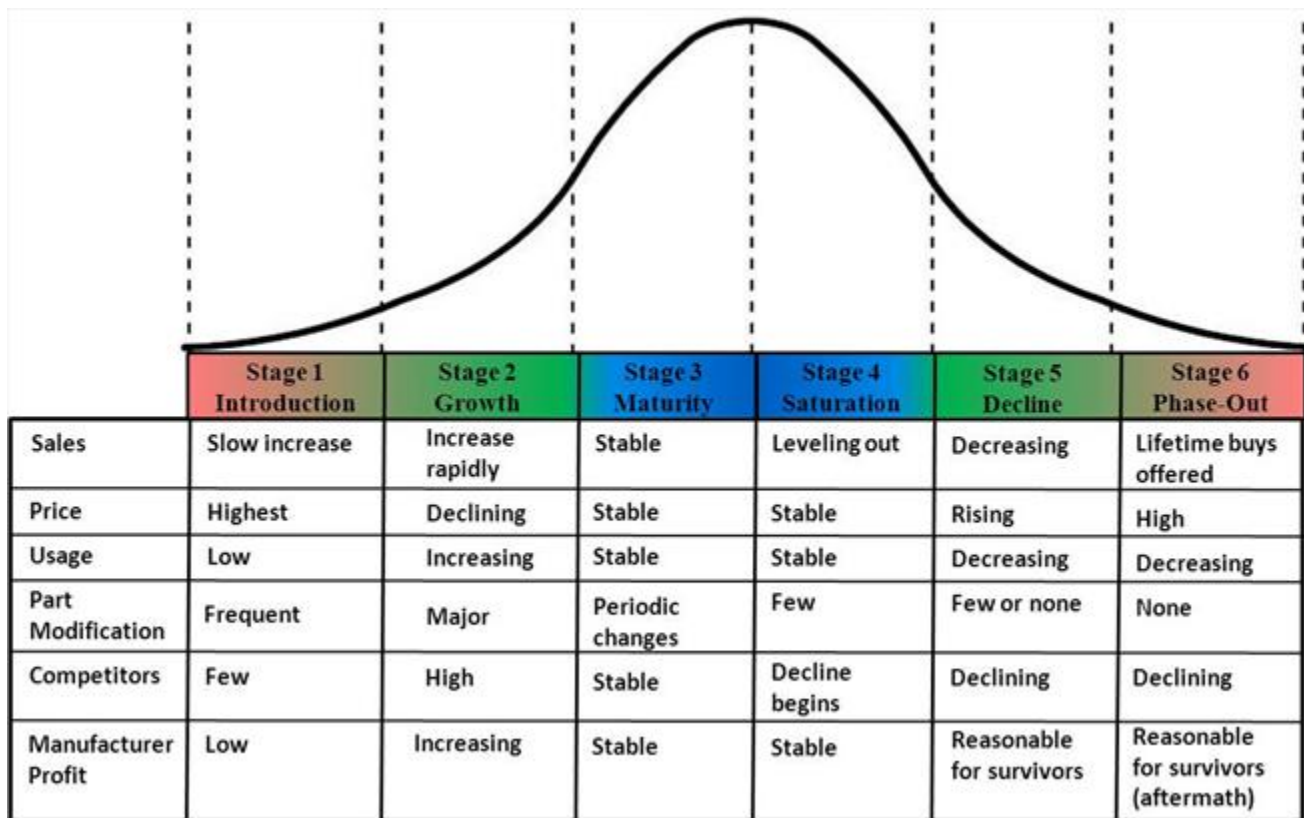 Stage 1
Introduction
Stage 2
Growth
Stage 3
Maturity
Stage 4
Saturation
Stage 5
Decline
Stage 6
Phase-Out
Sales
Slow increase
Increase
rapidly
Stable
Leveling out
Decreasing
Lifetime buys
offered
Price
Highest
Declining
Stable
Stable
Rising
High
Usage
Low
Increasing
Stable
Stable
Decreasing
Decreasing
Part
Modification
Frequent
Major
Periodic
changes
Few
Few or none
None
Competitors
Few
High
Stable
Decline
begins
Declining
Declining
Manufacturer
Profit
Low
Increasing
Stable
Stable
Reasonable
for survivors
Reasonable
for survivors
(aftermath)